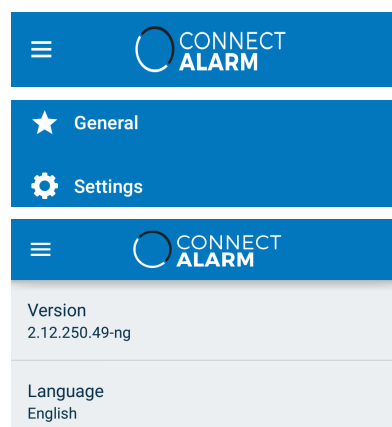 CONNECT
ALARM
General
Settings
CONNECT
ALARM
Version
2.12.250.49-ng
Language
English